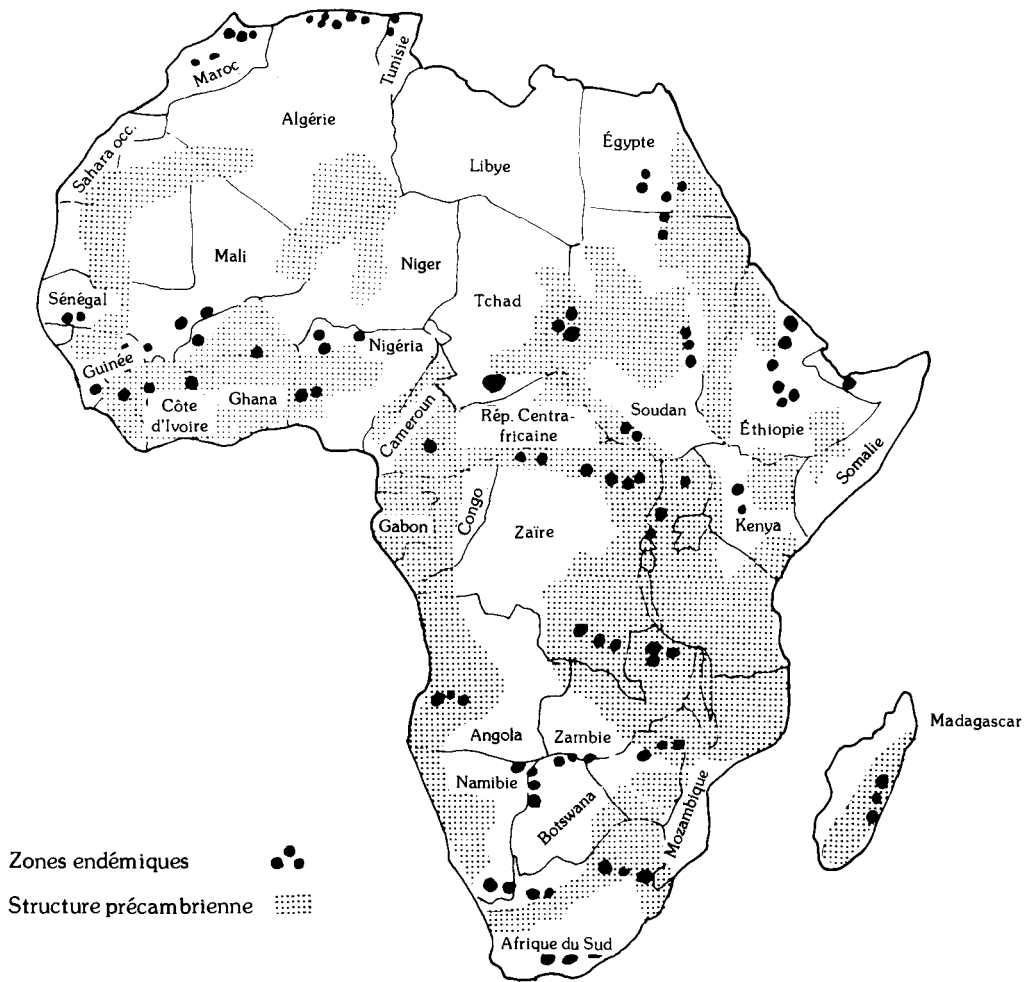 Maroc
Tunisie
Algérie
Sahara occ.
Libye
Égypte
Mali
Niger
Tchad
Sénégal
Nigéria
Guinée
Côte
d'Ivoire
Ghana
Cameroun
Rép. Centra-
fricaine
Soudan
Éthiopie
Somalie
Gabon
Congo
Zaïre
Kenya
Angola
Zambie
Madagascar
Namibie
Botswana
Mozambique
Zones endémiques
Structure précambrienne
Afrique du Sud